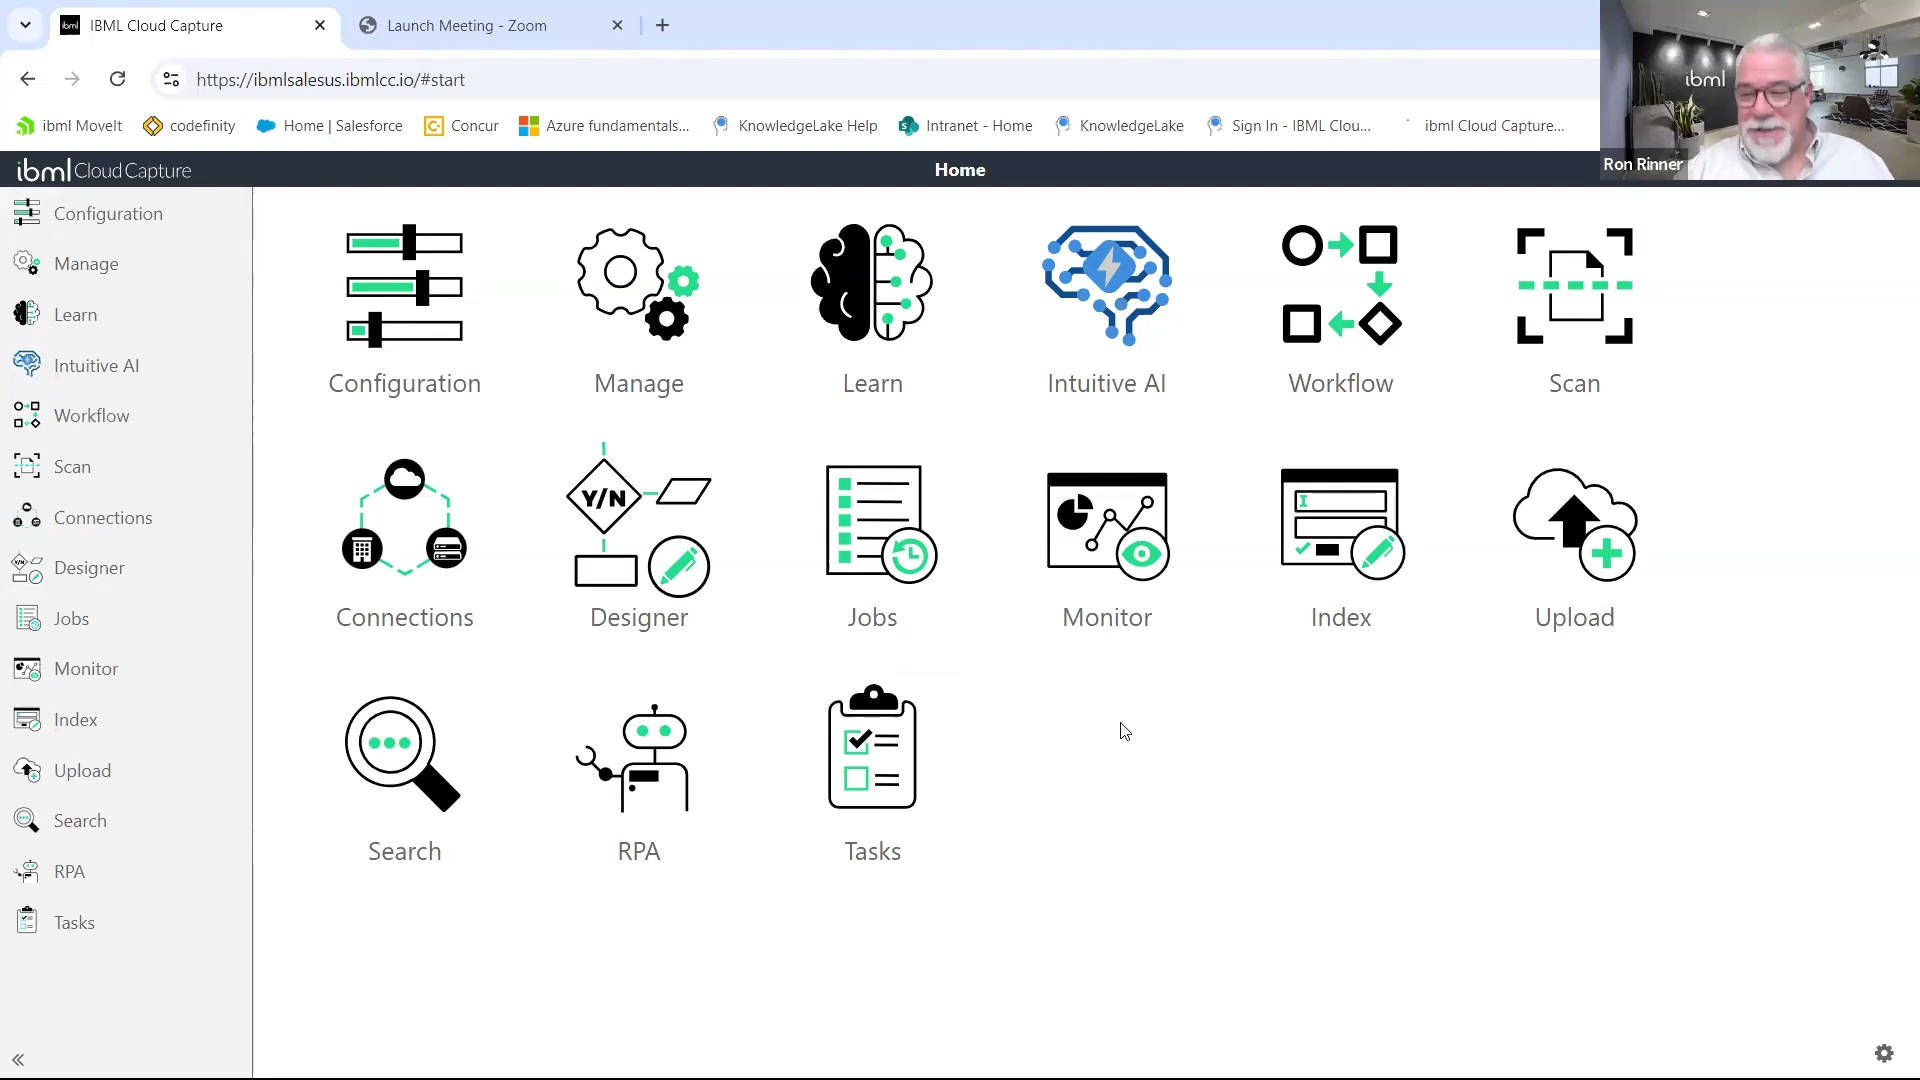 ibml IBML Cloud Capture
Launch Meeting - Zoom
https://ibmlsalesus.ibmlcc.io/#start
ibml MoveIt
codefinity
Home | Salesforce
Concur
Azure fundamentals...
KnowledgeLake Help
Intranet - Home
KnowledgeLake
Sign In - IBML Clou...
ibml Cloud Capture...
ibml
Ron Rinner
ibml Cloud Capture
Home
Configuration
Manage
Learn
Intuitive AI
Workflow
Scan
Connections
Designer
Jobs
Monitor
Index
Upload
Search
RPA
Tasks
Configuration
Manage
Learn
Intuitive AI
Workflow
Scan
Y/N
Connections
Designer
Jobs
Monitor
Index
Upload
Search
RPA
Tasks